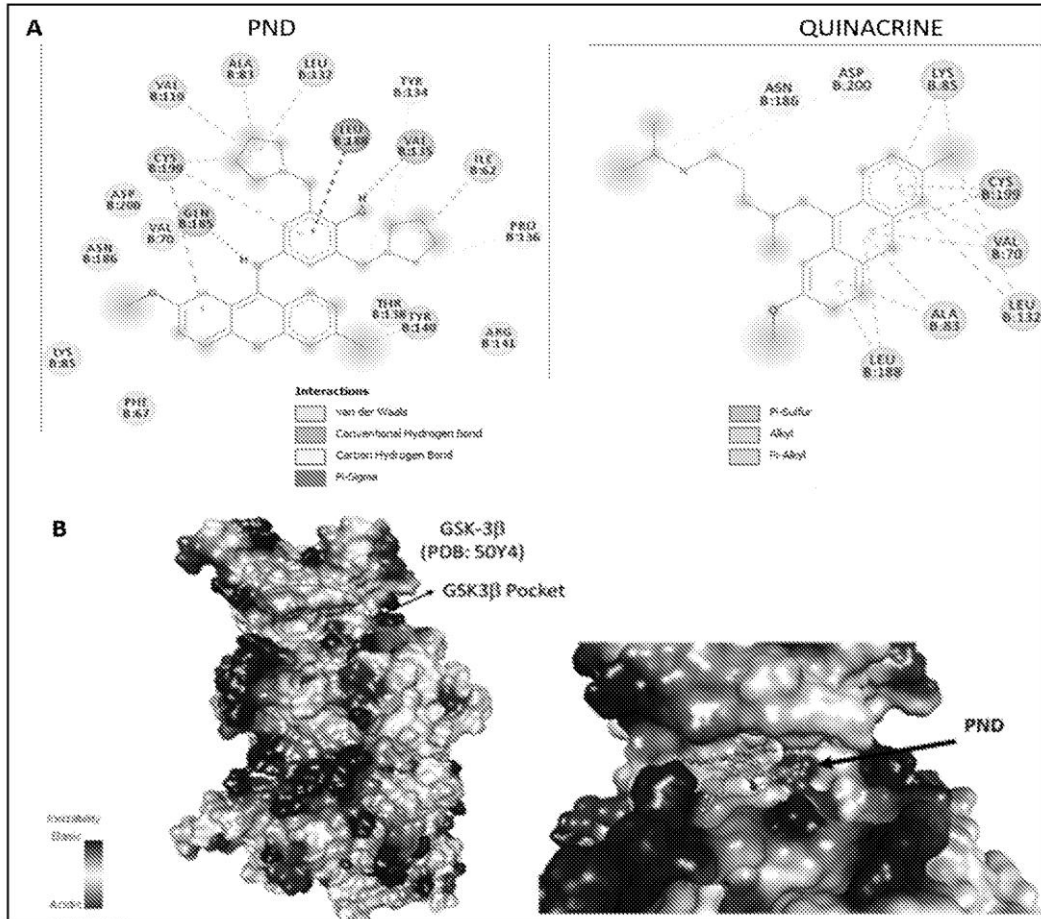 A
PND
QUINACRINE
ALA
B:83
LEU
B:132
VAL
B:110
TYR
B:134
LEU
B:188
VAL
B:135
ILE
B:62
CYS
B:199
ASP
B:200
GLN
B:185
VAL
B:70
ASN
B:186
PRO
B:136
THR
B:138
TYR
B:140
ARG
B:141
LYS
B:85
PHE
B:67
ASN
B:186
ASP
B:200
LYS
B:85
CYS
B:199
VAL
B:70
LEU
B:132
ALA
B:83
LEU
B:188
Interactions
van der Waals
Conventional Hydrogen Bond
Carbon Hydrogen Bond
Pi-Sigma
Pi-Sulfur
Alkyl
Pi-Alkyl
B
GSK-3β
(PDB: 5OY4)
GSK3β Pocket
PND
Basic
Acidic